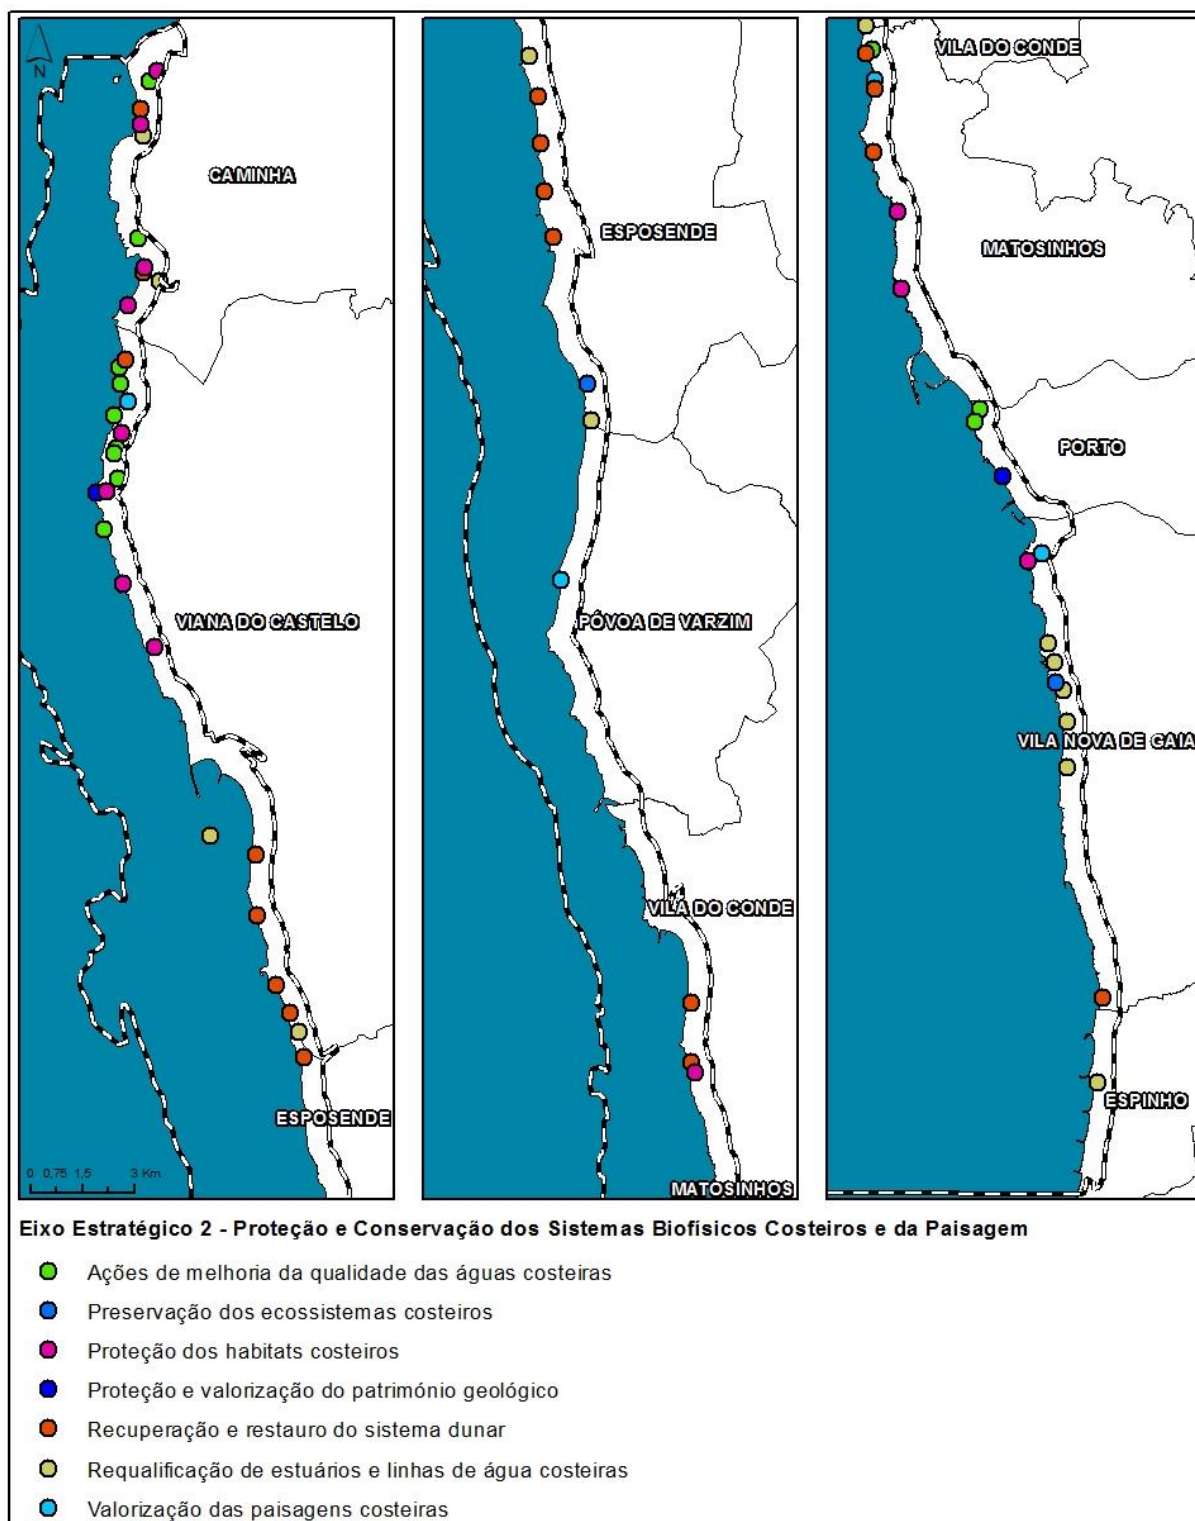 N
CAMINHA
VIANA DO CASTELO
ESPOSENDE
0 0,75 1,5 3 Km
ESPOSENDE
PÓVOA DE VARZIM
VILA DO CONDE
MATOSINHOS
VILA DO CONDE
MATOSINHOS
PORTO
VILA NOVA DE GAIA
ESPINHO
Eixo Estratégico 2 - Proteção e Conservação dos Sistemas Biofísicos Costeiros e da Paisagem
Ações de melhoria da qualidade das águas costeiras
Preservação dos ecossistemas costeiros
Proteção dos habitats costeiros
Proteção e valorização do património geológico
Recuperação e restauro do sistema dunar
Requalificação de estuários e linhas de água costeiras
Valorização das paisagens costeiras